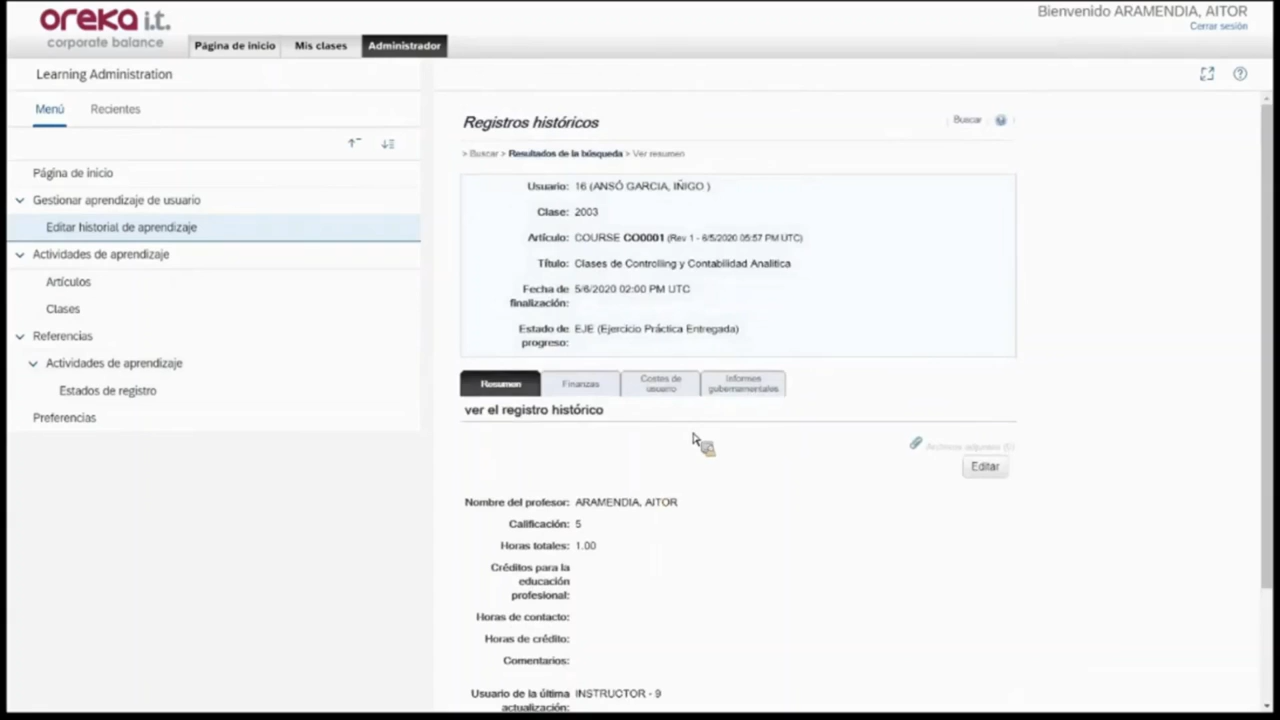 oreka i.t.
corporate balance
Bienvenido ARAMENDIA, AITOR
Cerrar sesión
Página de inicio
Mis clases
Administrador
Learning Administration
Menú
Recientes
Página de inicio
Gestionar aprendizaje de usuario
Editar historial de aprendizaje
Actividades de aprendizaje
Artículos
Clases
Referencias
Actividades de aprendizaje
Estados de registro
Preferencias
Registros históricos
Buscar
> Buscar > Resultados de la búsqueda > Ver resumen
Usuario: 16 (ANSÓ GARCIA, IÑIGO )
Clase: 2003
Artículo: COURSE CO0001 (Rev 1 - 6/5/2020 05:57 PM UTC)
Título: Clases de Controlling y Contabilidad Analitica
Fecha de finalización: 5/6/2020 02:00 PM UTC
Estado de progreso: EJE (Ejercicio Práctica Entregada)
Resumen
Finanzas
Costes de usuario
Informes gubernamentales
ver el registro histórico
Archivos adjuntos (0)
Editar
Nombre del profesor: ARAMENDIA, AITOR
Calificación: 5
Horas totales: 1.00
Créditos para la educación profesional:
Horas de contacto:
Horas de crédito:
Comentarios:
Usuario de la última actualización: INSTRUCTOR - 9